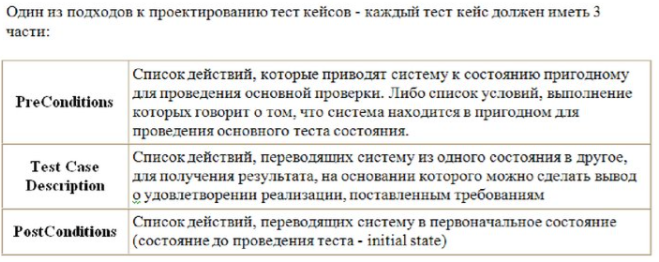 Один из подходов к проектированию тест кейсов - каждый тест кейс должен иметь 3
части:
PreConditions
Список действий, которые приводят систему к состоянию пригодному
для проведения основной проверки. Либо список условий, выполнение
которых говорит о том, что система находится в пригодном для
проведения основного теста состояния.
Test Case
Description
Список действий, переводящих систему из одного состояния в другое,
для получения результата, на основании которого можно сделать вывод
о удовлетворении реализации, поставленным требованиям
PostConditions
Список действий, переводящих систему в первоначальное состояние
(состояние до проведения теста - initial state)